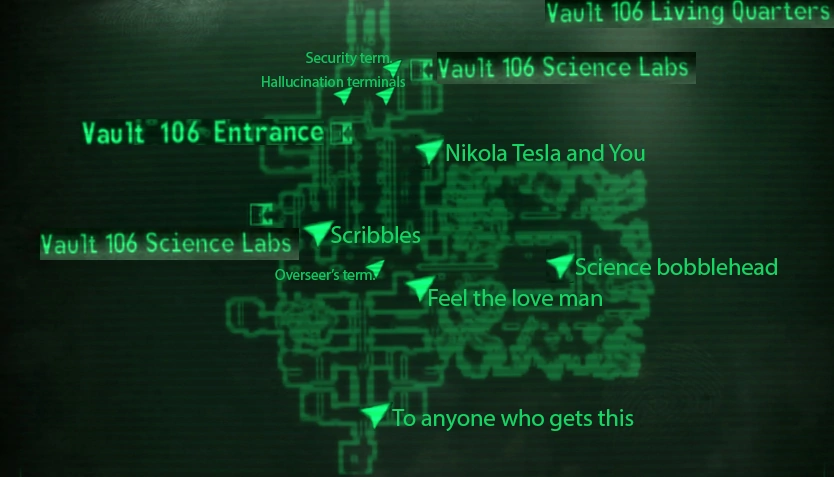 Vault 106 Living Quarters
Security term.
Vault 106 Science Labs
Hallucination terminals
Vault 106 Entrance
Nikola Tesla and You
Scribbles
Vault 106 Science Labs
Science bobblehead
Overseer's term.
Feel the love man
To anyone who gets this